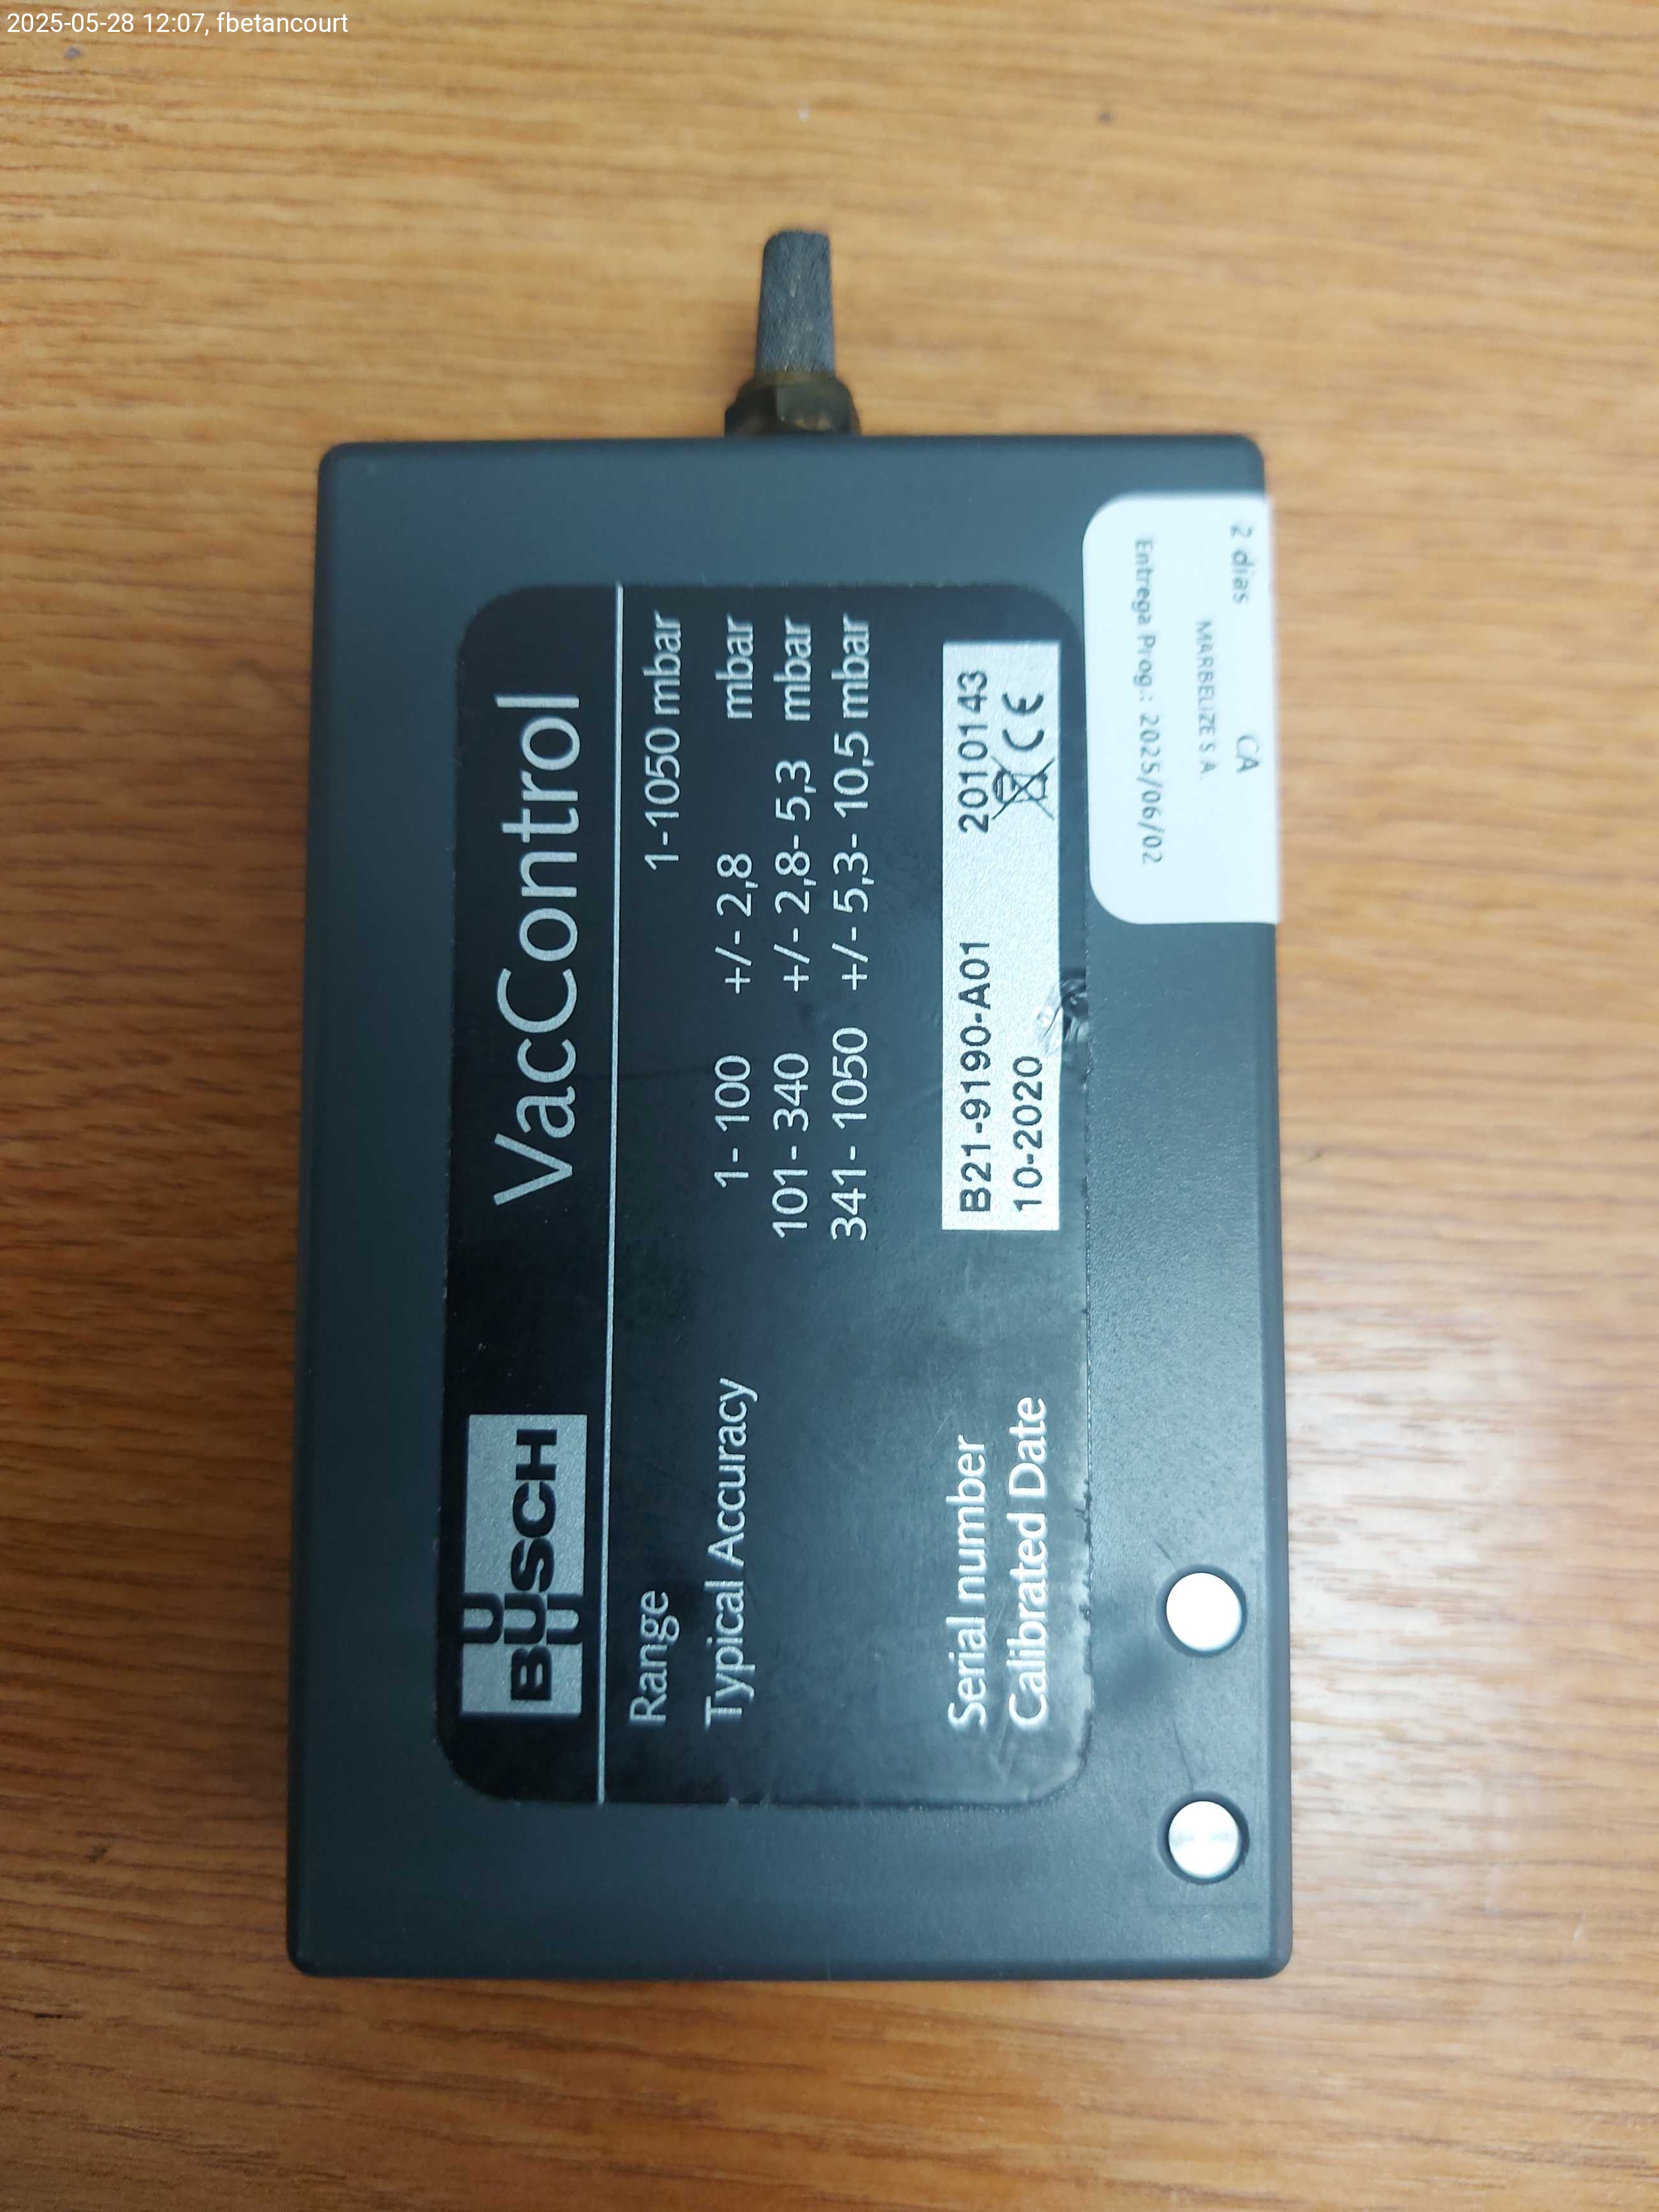 2025-05-28 12:07, fbetancourt
BUSCH VacControl
Range 1-1050 mbar
Typical Accuracy 1- 100 +/- 2,8 mbar
101- 340 +/- 2,8- 5,3 mbar
341- 1050 +/- 5,3- 10,5 mbar
Serial number B21-9190-A01 2010143
Calibrated Date 10-2020 CE
2 dias CA
MARBELIZE S.A.
Entrega Prog.: 2025/06/02